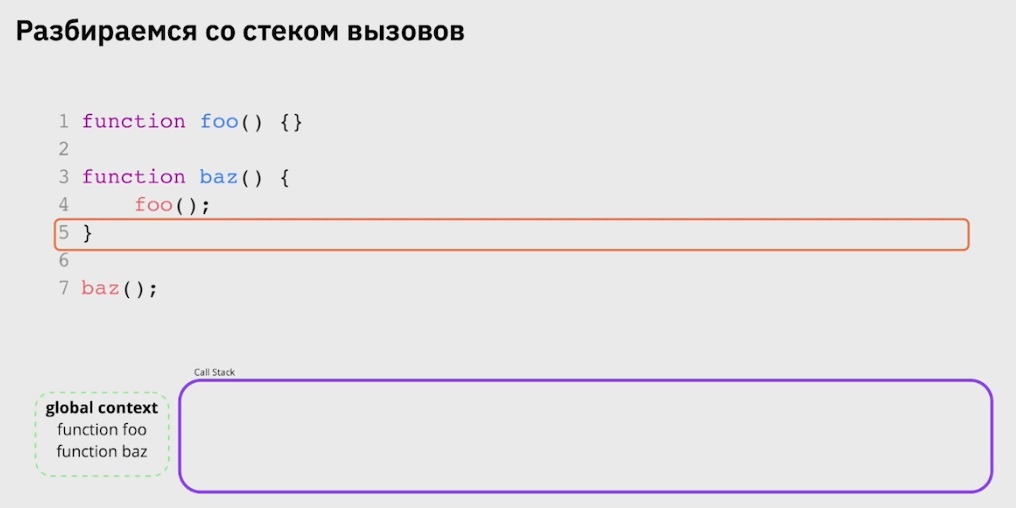 Разбираемся со стеком вызовов
1 function foo() {}
2
3 function baz() {
4 foo();
5 }
6
7 baz();
Call Stack
global context
function foo
function baz